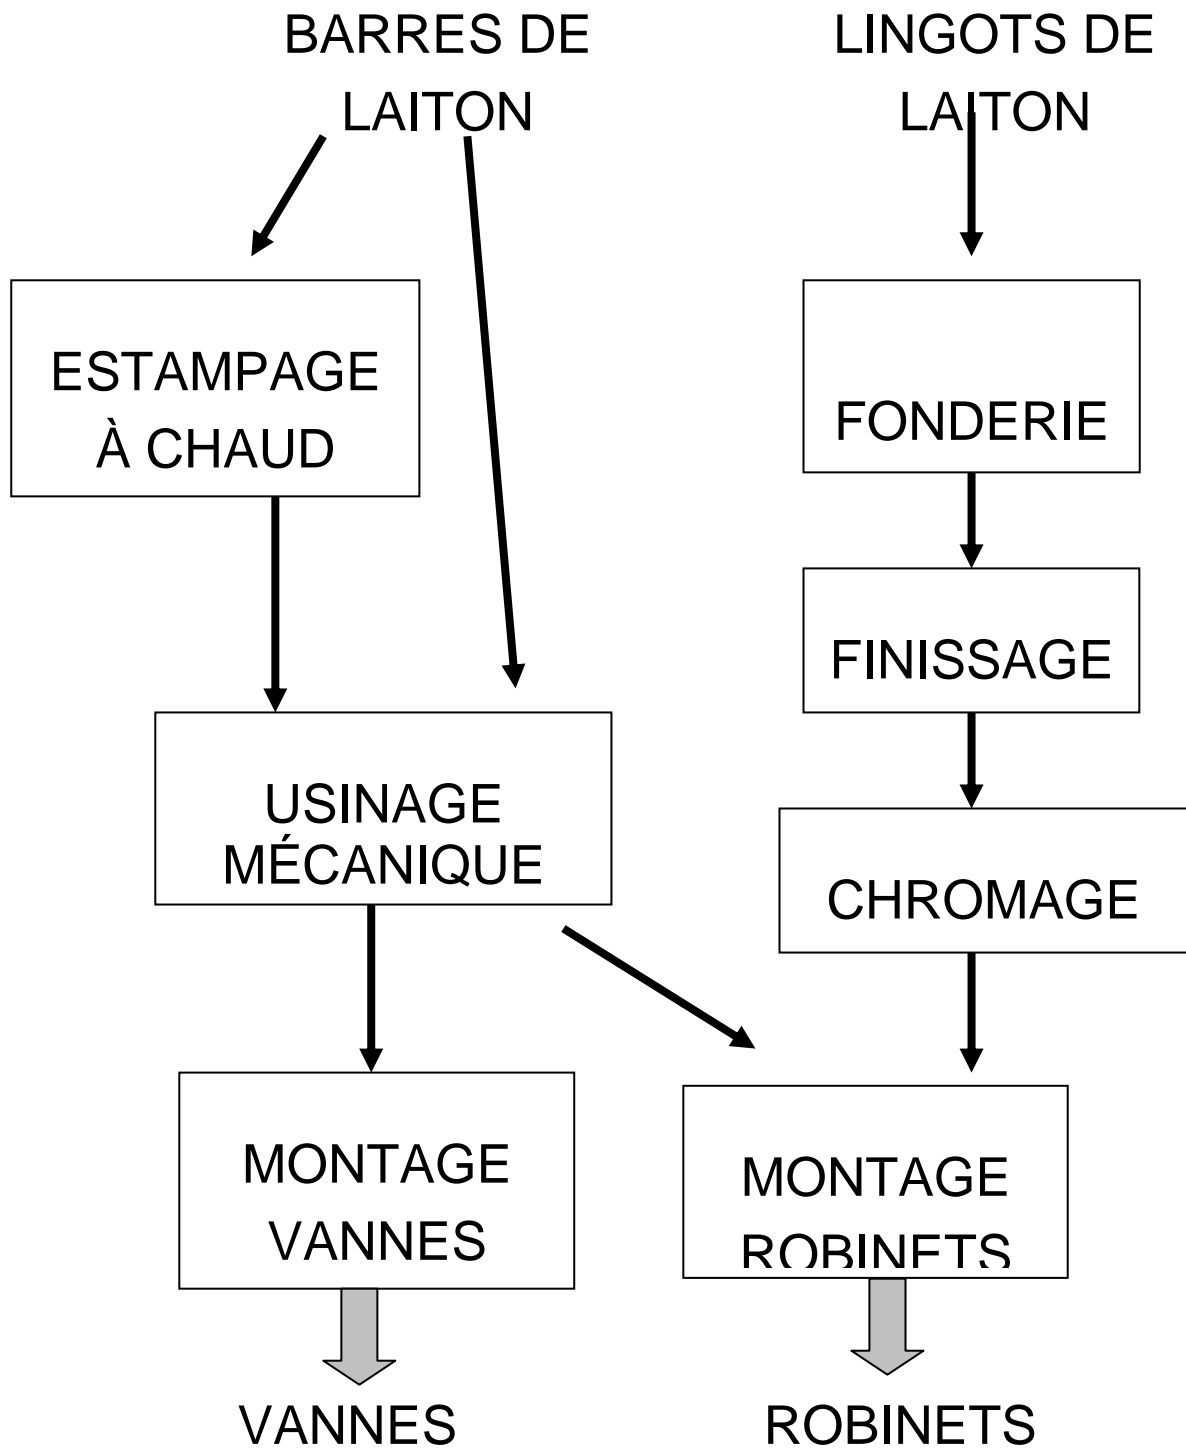 BARRES DE
LAITON
LINGOTS DE
LAITON
ESTAMPAGE
À CHAUD
FONDERIE
FINISSAGE
USINAGE
MÉCANIQUE
CHROMAGE
MONTAGE
VANNES
MONTAGE
ROBINETS
VANNES
ROBINETS